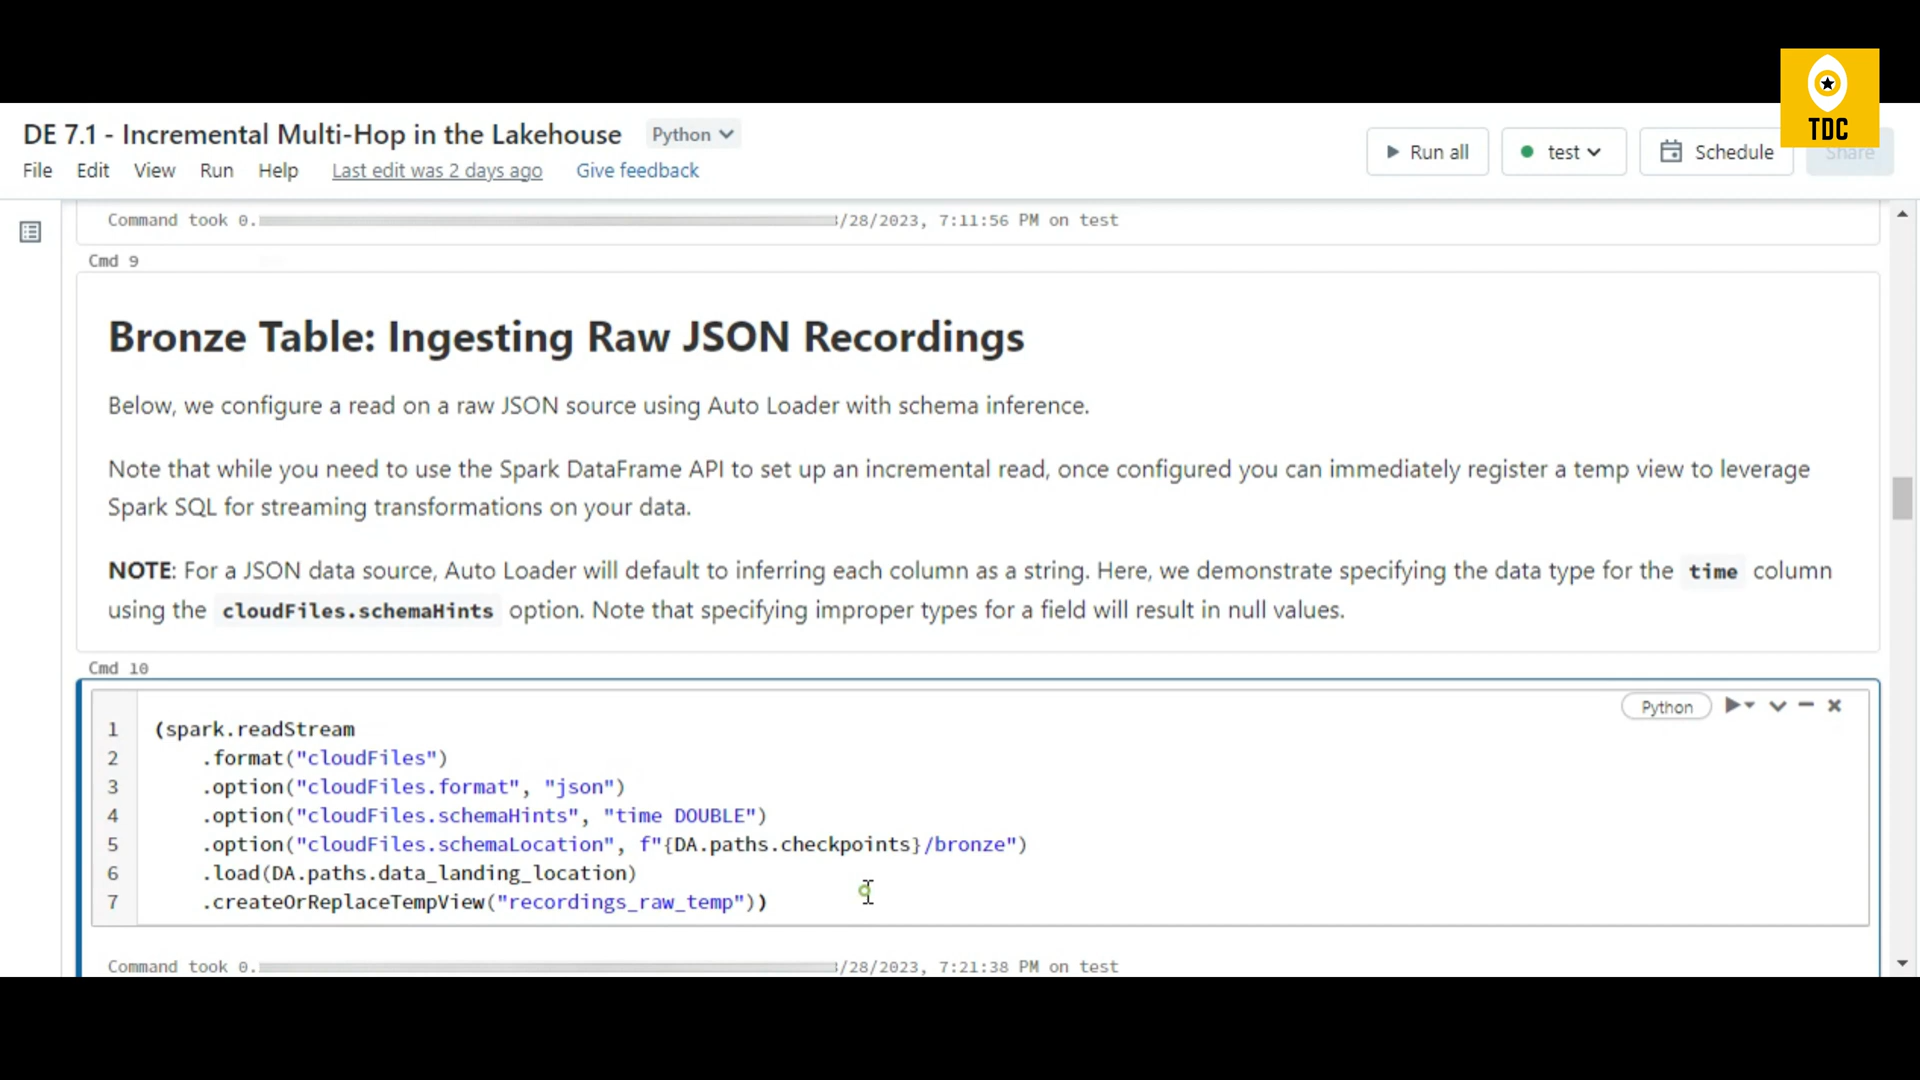 TDC
DE 7.1 - Incremental Multi-Hop in the Lakehouse Python
File Edit View Run Help Last edit was 2 days ago Give feedback
Run all test Schedule Share
Command took 0. /28/2023, 7:11:56 PM on test
Cmd 9
Bronze Table: Ingesting Raw JSON Recordings
Below, we configure a read on a raw JSON source using Auto Loader with schema inference.
Note that while you need to use the Spark DataFrame API to set up an incremental read, once configured you can immediately register a temp view to leverage
Spark SQL for streaming transformations on your data.
NOTE: For a JSON data source, Auto Loader will default to inferring each column as a string. Here, we demonstrate specifying the data type for the time column
using the cloudFiles.schemaHints option. Note that specifying improper types for a field will result in null values.
Cmd 10
Python
1 (spark.readStream
2 .format("cloudFiles")
3 .option("cloudFiles.format", "json")
4 .option("cloudFiles.schemaHints", "time DOUBLE")
5 .option("cloudFiles.schemaLocation", f"{DA.paths.checkpoints}/bronze")
6 .load(DA.paths.data_landing_location)
7 .createOrReplaceTempView("recordings_raw_temp"))
Command took 0. /28/2023, 7:21:38 PM on test